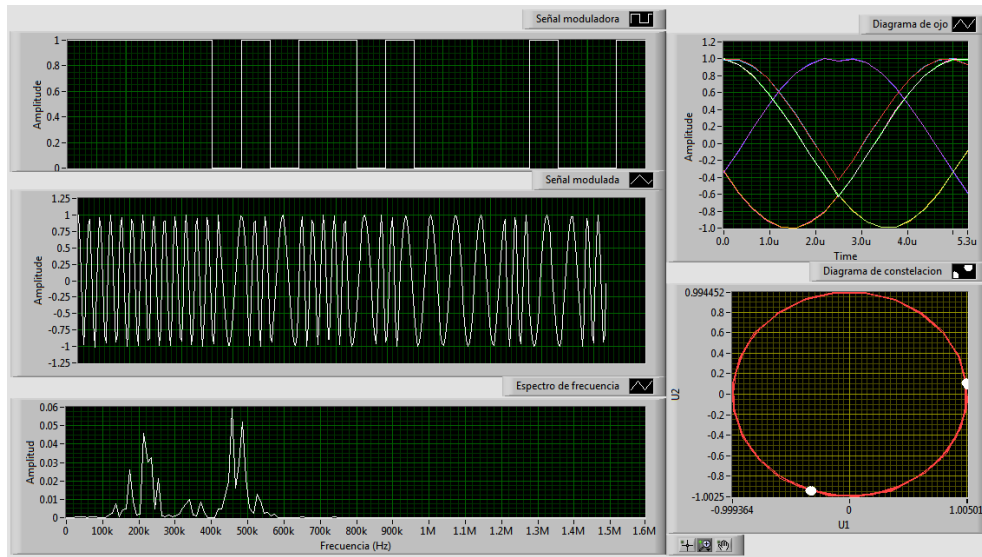 Señal moduladora
Amplitude
1-
0.8-
0.6-
0.4-
0.2-
0-
Señal modulada
Amplitude
1.25-
1-
0.75-
0.5-
0.25-
0-
-0.25-
-0.5-
-0.75-
-1-
-1.25-
Espectro de frecuencia
Amplitud
0.06-
0.05-
0.04-
0.03-
0.02-
0.01-
0-
0 100k 200k 300k 400k 500k 600k 700k 800k 900k 1M 1.1M 1.2M 1.3M 1.4M 1.5M 1.6M
Frecuencia (Hz)
Diagrama de ojo
Amplitude
1.2-
1.0-
0.8-
0.6-
0.4-
0.2-
0.0-
-0.2-
-0.4-
-0.6-
-0.8-
-1.0-
0.0 1.0u 2.0u 3.0u 4.0u 5.3u
Time
Diagrama de constelacion
U2
0.994452-
0.8-
0.6-
0.4-
0.2-
0-
-0.2-
-0.4-
-0.6-
-0.8-
-1.0025-
-0.999364 0 1.00501
U1